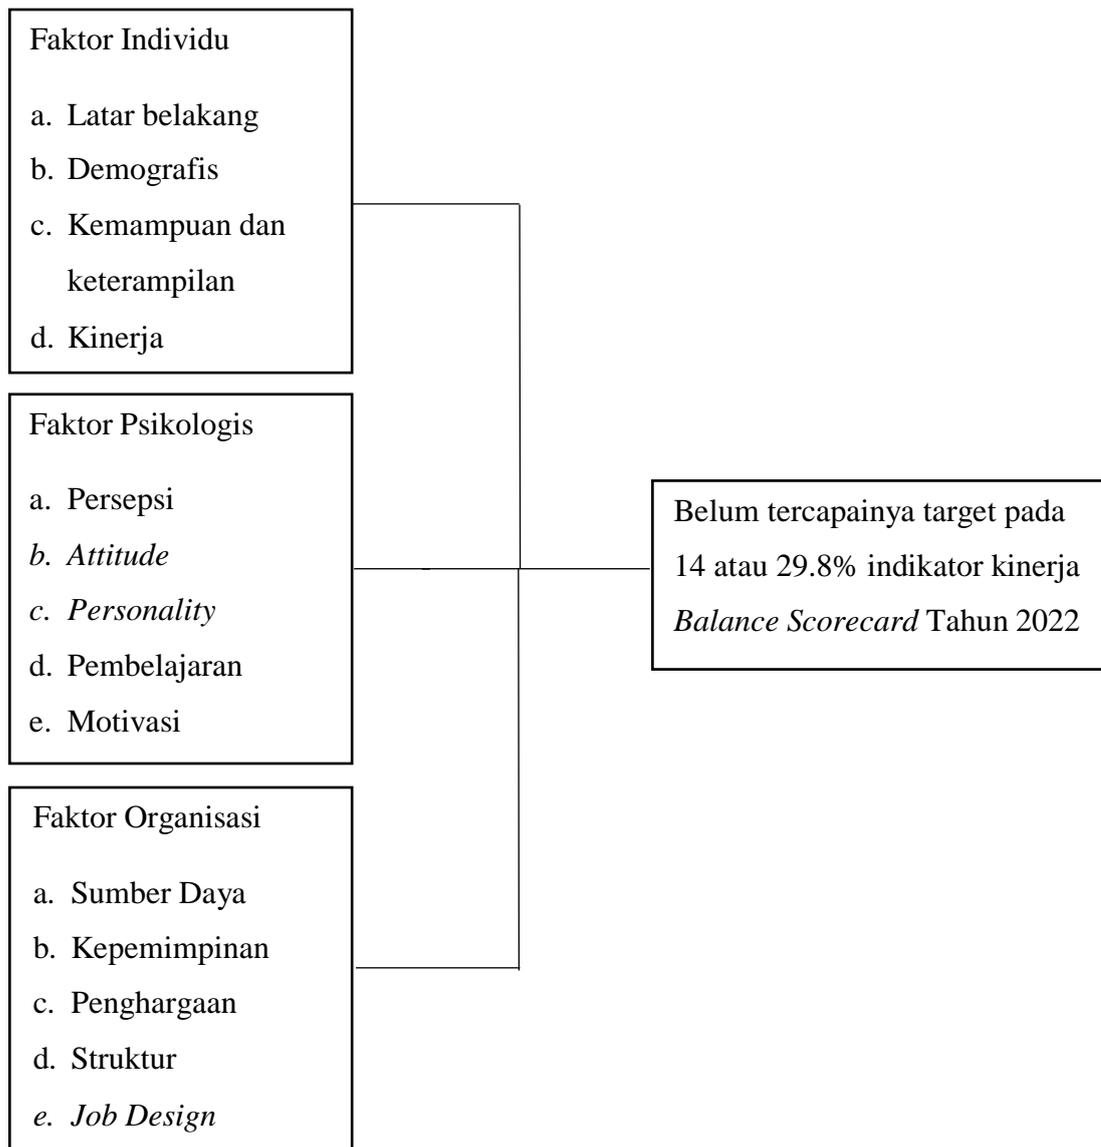 Faktor Individu
a. Latar belakang
b. Demografis
c. Kemampuan dan
keterampilan
d. Kinerja
Faktor Psikologis
a. Persepsi
b. Attitude
c. Personality
d. Pembelajaran
e. Motivasi
Faktor Organisasi
a. Sumber Daya
b. Kepemimpinan
c. Penghargaan
d. Struktur
e. Job Design
Belum tercapainya target pada
14 atau 29.8% indikator kinerja
Balance Scorecard Tahun 2022